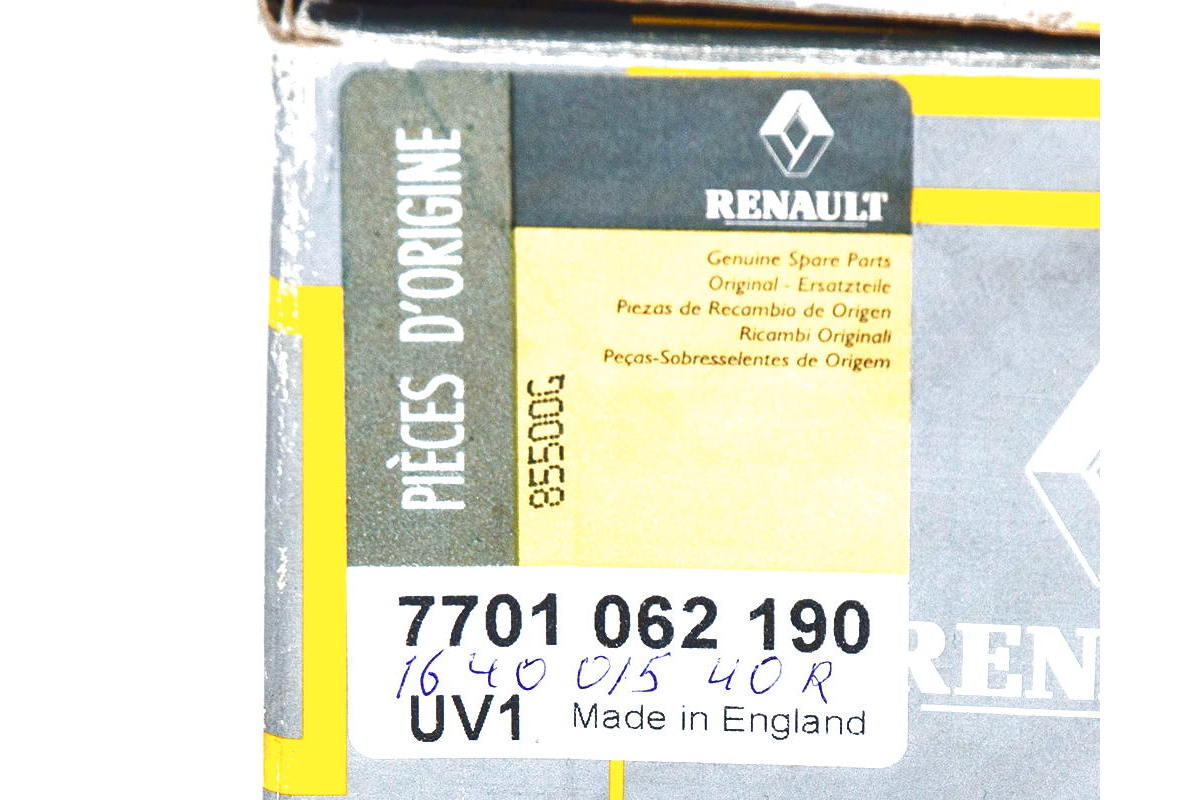 PIÈCES D'ORIGINE
RENAULT
Genuine Spare Parts
Original - Ersatzteile
Piezas de Recambio de Origen
Ricambi Originali
Peças-Sobresselentes de Origem
85500G
7701 062 190
16 40 015 40 R
UV1 Made in England
REN